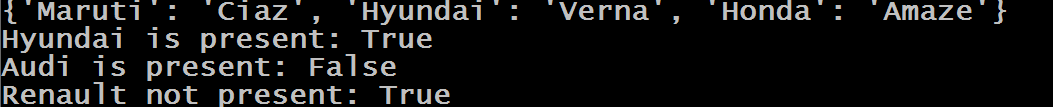 {'Maruti': 'Ciaz', 'Hyundai': 'Verna', 'Honda': 'Amaze'}
Hyundai is present: True
Audi is present: False
Renault not present: True